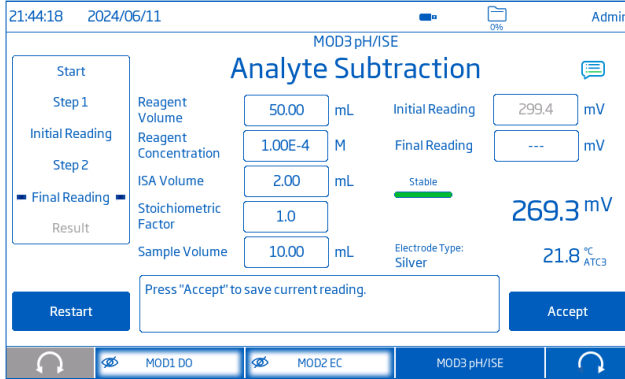 21:44:18 2024/06/11 0% Admin
MOD3 pH/ISE
Analyte Subtraction
Start
Step 1
Initial Reading
Step 2
Final Reading
Result
Reagent
Volume
50.00 mL
Reagent
Concentration
1.00E-4 M
ISA Volume 2.00 mL
Stoichiometric
Factor
1.0
Sample Volume 10.00 mL
Initial Reading 299.4 mV
Final Reading --- mV
Stable
269.3 mV
Electrode Type:
Silver
21.8 °C
ATC3
Press "Accept" to save current reading.
Restart
Accept
MOD1 DO MOD2 EC MOD3 pH/ISE